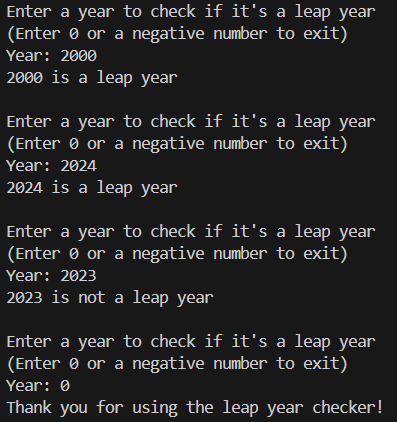 Enter a year to check if it's a leap year
(Enter 0 or a negative number to exit)
Year: 2000
2000 is a leap year

Enter a year to check if it's a leap year
(Enter 0 or a negative number to exit)
Year: 2024
2024 is a leap year

Enter a year to check if it's a leap year
(Enter 0 or a negative number to exit)
Year: 2023
2023 is not a leap year

Enter a year to check if it's a leap year
(Enter 0 or a negative number to exit)
Year: 0
Thank you for using the leap year checker!